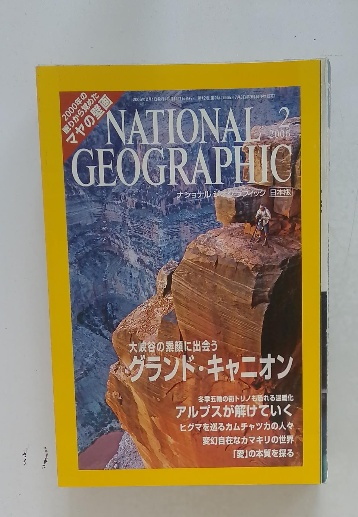 2000年の
眠りから覚めた
マヤの壁画
NATIONAL
GEOGRAPHIC
2
2006
ナショナル ジオグラフィック 日本版
大峡谷の素顔に出会う
グランド・キャニオン
冬季五輪の街トリノも揺れる温暖化
アルプスが解けていく
ヒグマを巡るカムチャツカの人々
変幻自在なカマキリの世界
「愛」の本質を探る